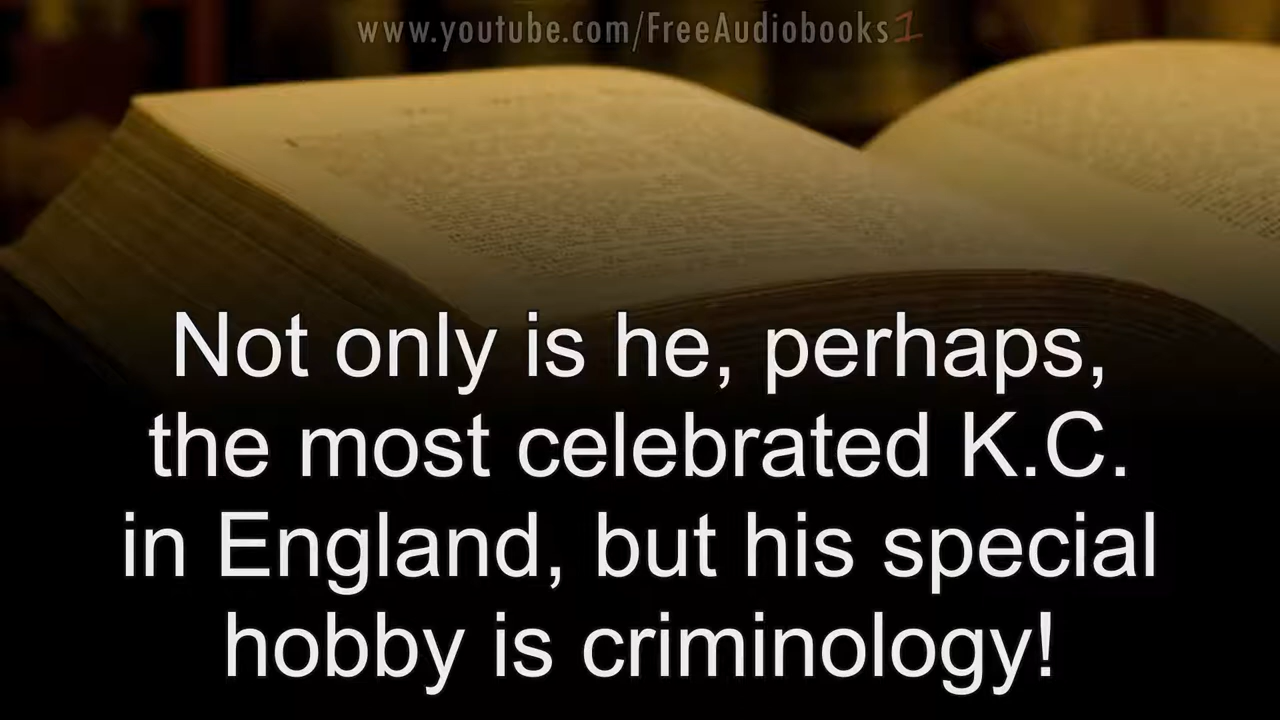 www.youtube.com/FreeAudiobooks1
Not only is he, perhaps,
the most celebrated K.C.
in England, but his special
hobby is criminology!